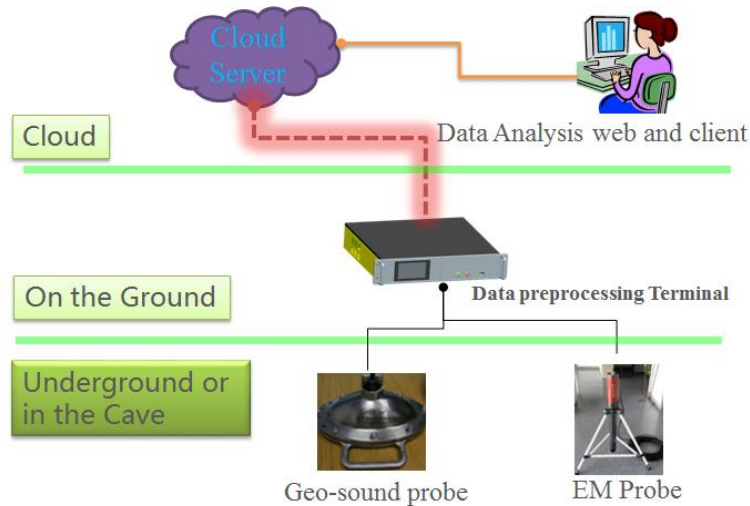 Cloud
Server
Data Analysis web and client
Cloud
Data preprocessing Terminal
On the Ground
Underground or
in the Cave
Geo-sound probe
EM Probe